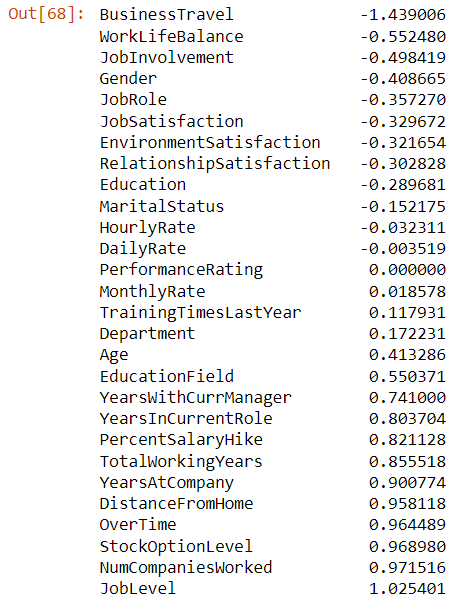 Out[68]: BusinessTravel -1.439006
WorkLifeBalance -0.552480
JobInvolvement -0.498419
Gender -0.408665
JobRole -0.357270
JobSatisfaction -0.329672
EnvironmentSatisfaction -0.321654
RelationshipSatisfaction -0.302828
Education -0.289681
MaritalStatus -0.152175
HourlyRate -0.032311
DailyRate -0.003519
PerformanceRating 0.000000
MonthlyRate 0.018578
TrainingTimesLastYear 0.117931
Department 0.172231
Age 0.413286
EducationField 0.550371
YearsWithCurrManager 0.741000
YearsInCurrentRole 0.803704
PercentSalaryHike 0.821128
TotalWorkingYears 0.855518
YearsAtCompany 0.900774
DistanceFromHome 0.958118
OverTime 0.964489
StockOptionLevel 0.968980
NumCompaniesWorked 0.971516
JobLevel 1.025401